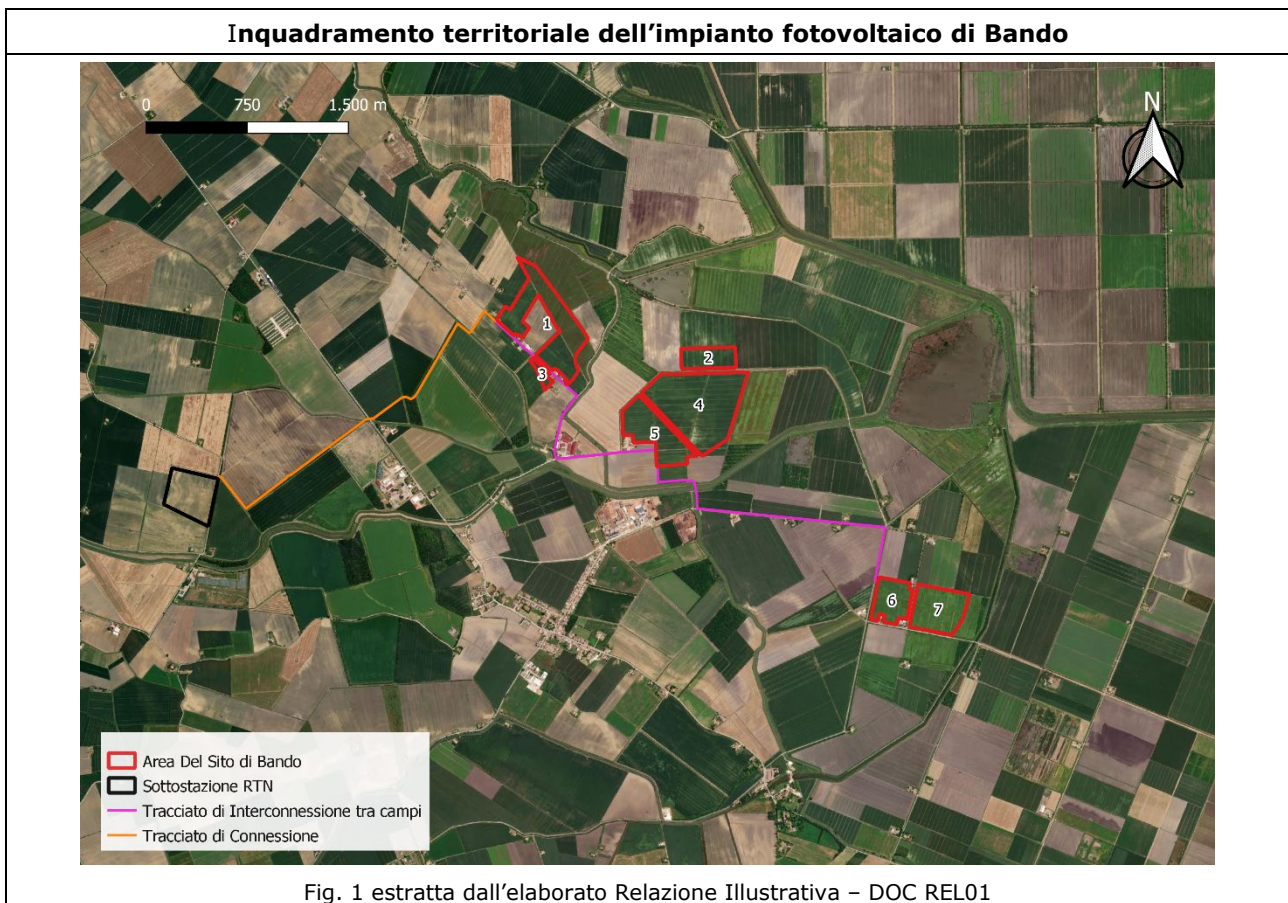 Inquadramento territoriale dell’impianto fotovoltaico di Bando
0 750 1.500 m
N
1
2
3
4
5
6
7
Area Del Sito di Bando
Sottostazione RTN
Tracciato di Interconnessione tra campi
Tracciato di Connessione
Fig. 1 estratta dall’elaborato Relazione Illustrativa – DOC REL01